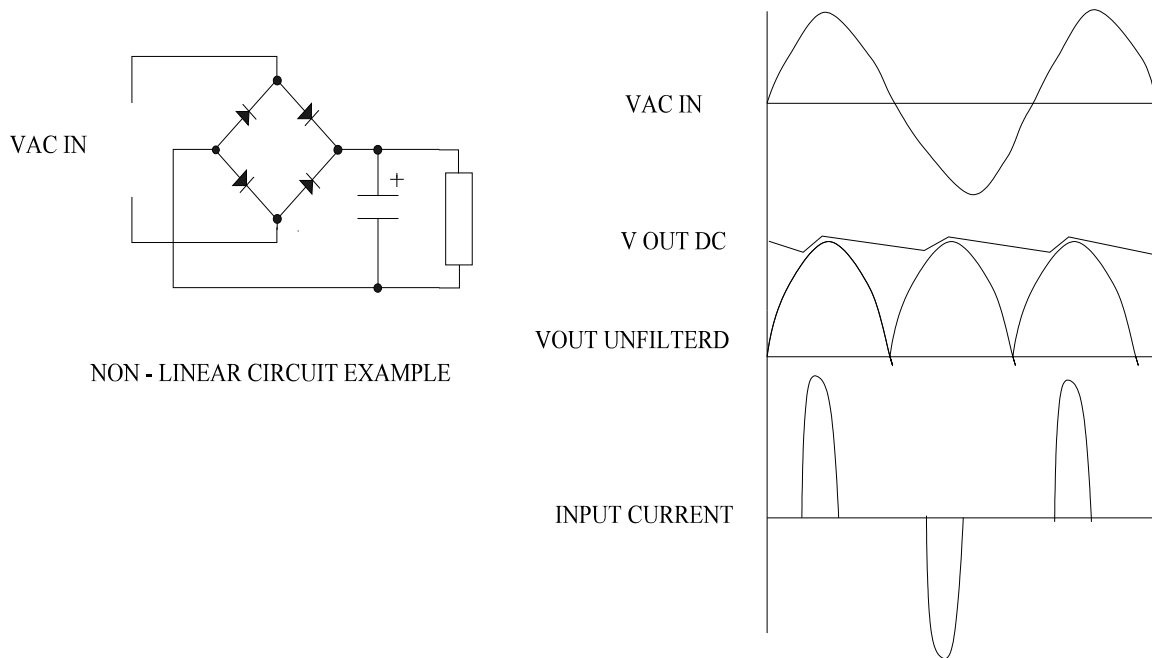 VAC IN
+
NON - LINEAR CIRCUIT EXAMPLE
VAC IN
V OUT DC
VOUT UNFILTERD
INPUT CURRENT